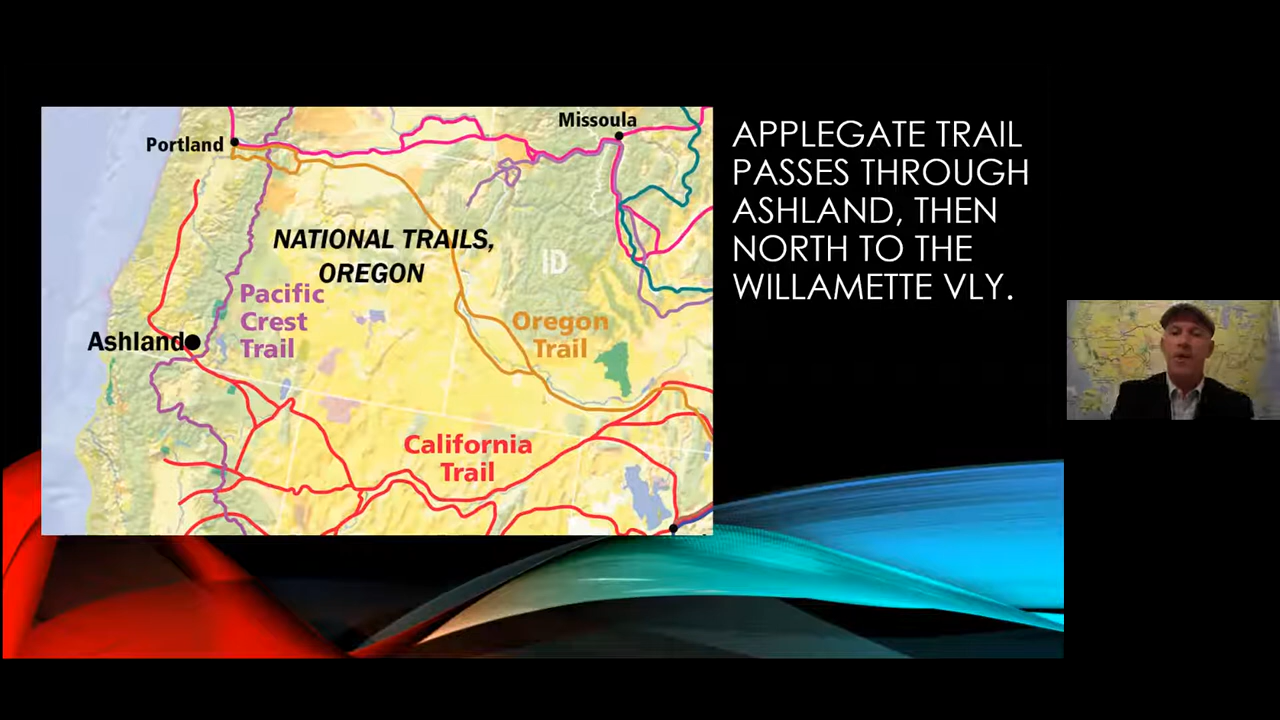 Missoula
Portland
NATIONAL TRAILS,
OREGON
ID
Pacific
Crest
Trail
Oregon
Trail
Ashland
California
Trail
APPLEGATE TRAIL
PASSES THROUGH
ASHLAND, THEN
NORTH TO THE
WILLAMETTE VLY.